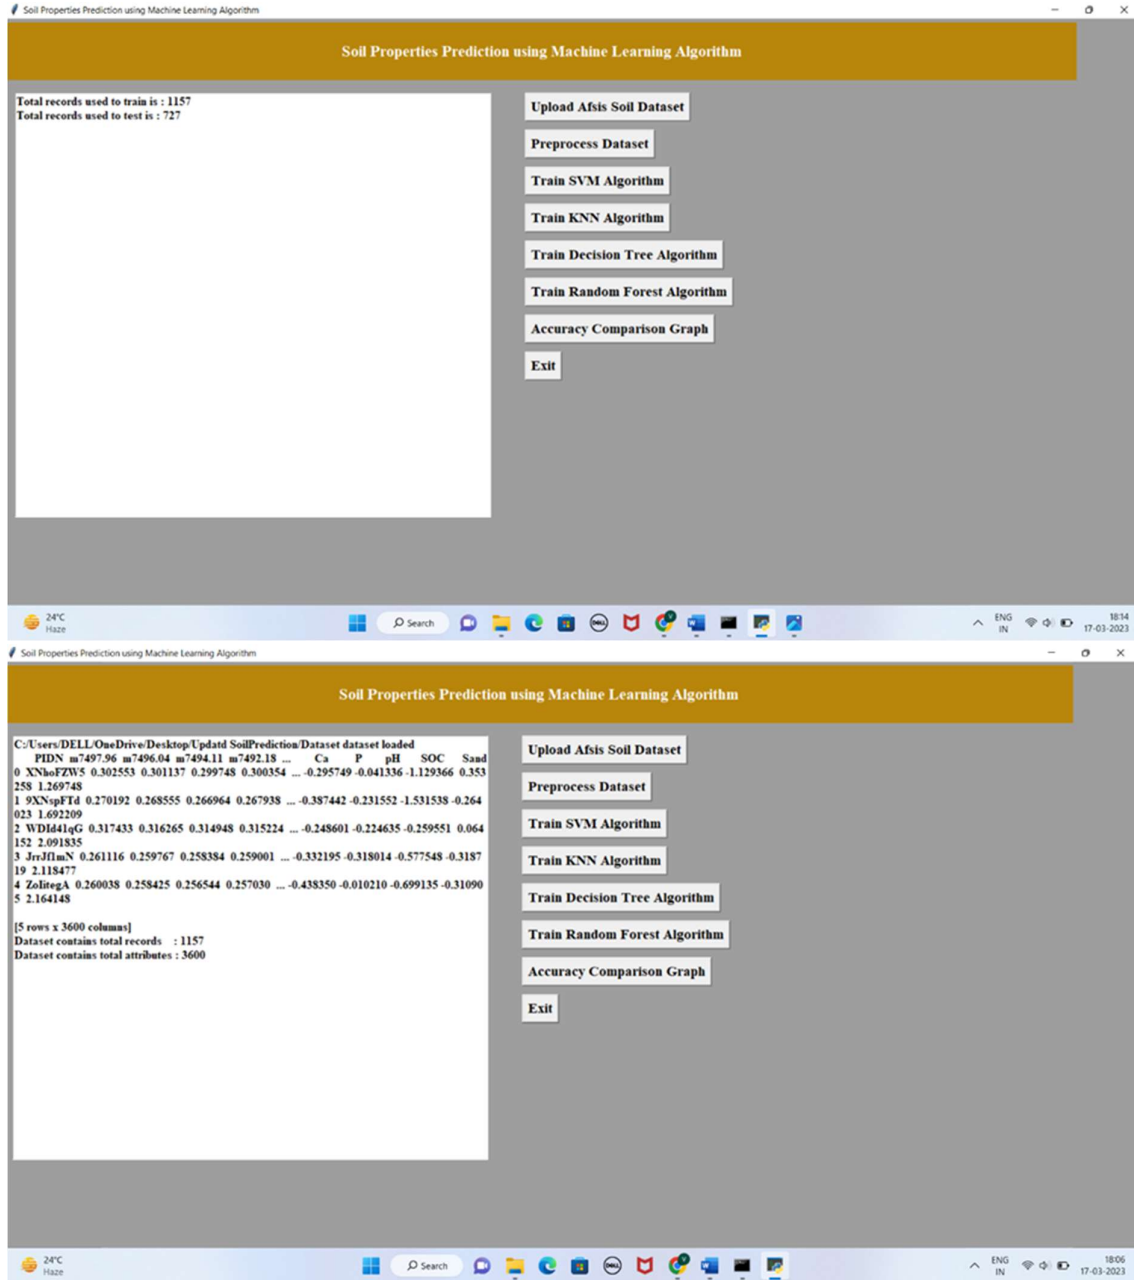 Soil Properties Prediction using Machine Learning Algorithm
Soil Properties Prediction using Machine Learning Algorithm
Total records used to train is : 1157
Total records used to test is : 727
Upload Afsis Soil Dataset
Preprocess Dataset
Train SVM Algorithm
Train KNN Algorithm
Train Decision Tree Algorithm
Train Random Forest Algorithm
Accuracy Comparison Graph
Exit
24°C
Haze
Search
DELL
ENG
IN
18:14
17-03-2023
Soil Properties Prediction using Machine Learning Algorithm
Soil Properties Prediction using Machine Learning Algorithm
C:/Users/DELL/OneDrive/Desktop/Updatd SoilPrediction/Dataset dataset loaded
PIDN m7497.96 m7496.04 m7494.11 m7492.18 ... Ca P pH SOC Sand
0 XNhoFZW5 0.302553 0.301137 0.299748 0.300354 ... -0.295749 -0.041336 -1.129366 0.353
258 1.269748
1 9XNspFTd 0.270192 0.268555 0.266964 0.267938 ... -0.387442 -0.231552 -1.531538 -0.264
023 1.692209
2 WDId41qG 0.317433 0.316265 0.314948 0.315224 ... -0.248601 -0.224635 -0.259551 0.064
152 2.091835
3 JrrJf1mN 0.261116 0.259767 0.258384 0.259001 ... -0.332195 -0.318014 -0.577548 -0.3187
19 2.118477
4 ZoIitegA 0.260038 0.258425 0.256544 0.257030 ... -0.438350 -0.010210 -0.699135 -0.31090
5 2.164148
[5 rows x 3600 columns]
Dataset contains total records : 1157
Dataset contains total attributes : 3600
Upload Afsis Soil Dataset
Preprocess Dataset
Train SVM Algorithm
Train KNN Algorithm
Train Decision Tree Algorithm
Train Random Forest Algorithm
Accuracy Comparison Graph
Exit
24°C
Haze
Search
DELL
ENG
IN
18:06
17-03-2023